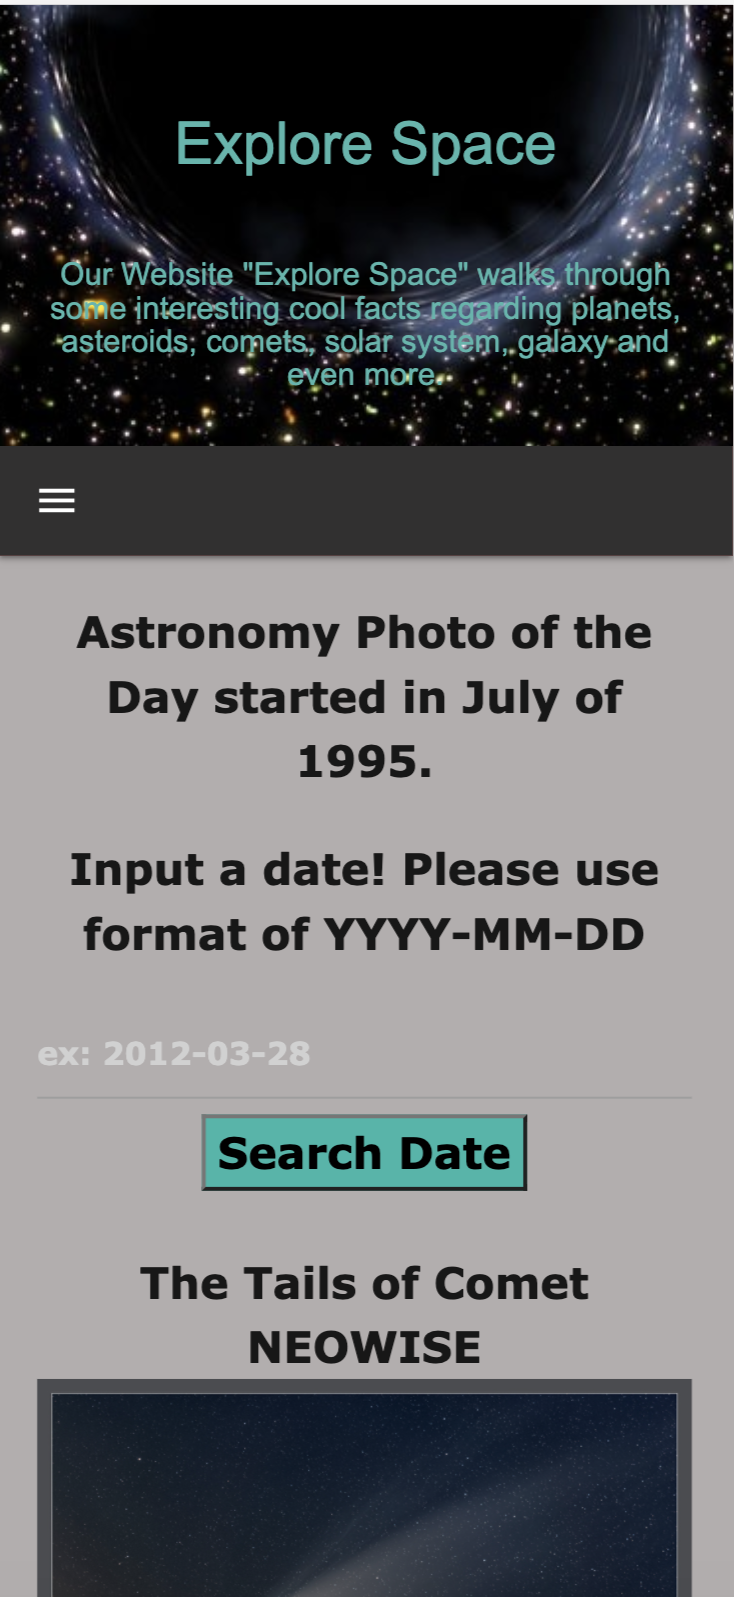 Explore Space
Our Website "Explore Space" walks through
some interesting cool facts regarding planets,
asteroids, comets, solar system, galaxy and
even more.
Astronomy Photo of the
Day started in July of
1995.
Input a date! Please use
format of YYYY-MM-DD
ex: 2012-03-28
Search Date
The Tails of Comet
NEOWISE